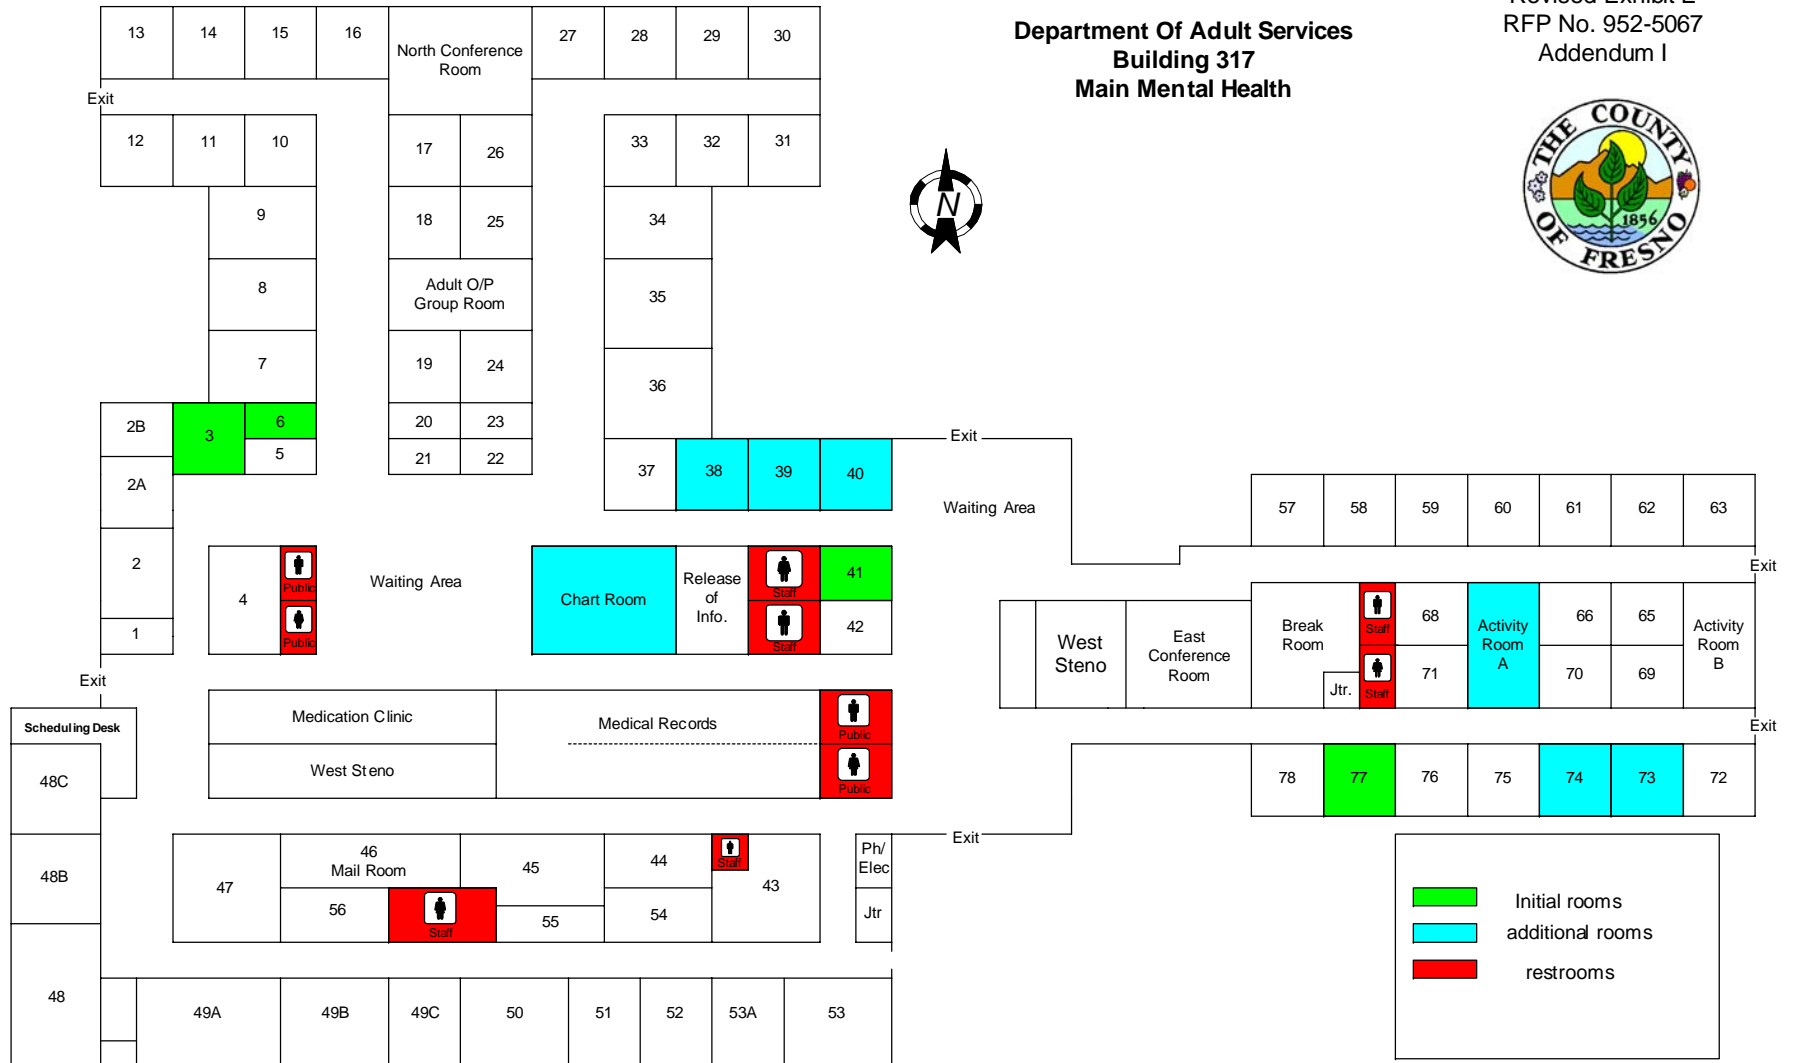 Revised Exhibit E
RFP No. 952-5067
Addendum I
Department Of Adult Services
Building 317
Main Mental Health
THE COUNTY OF FRESNO
1856
N
13
14
15
16
North Conference
Room
27
28
29
30
Exit
12
11
10
17
26
33
32
31
9
18
25
34
8
Adult O/P
Group Room
35
7
19
24
36
2B
3
6
5
20
23
21
22
2A
37
38
39
40
Exit
Waiting Area
57
58
59
60
61
62
63
Exit
2
1
4
Public
Public
Waiting Area
Chart Room
Release
of
Info.
Staff
Staff
41
42
West
Steno
East
Conference
Room
Break
Room
Jtr.
Staff
Staff
68
71
Activity
Room
A
66
65
70
69
Activity
Room
B
Exit
Exit
Scheduling Desk
Medication Clinic
West Steno
Medical Records
Public
Public
48C
78
77
76
75
74
73
72
Exit
48B
47
46
Mail Room
45
44
Staff
43
Ph/
Elec
56
Staff
55
54
Jtr
48
49A
49B
49C
50
51
52
53A
53
Initial rooms
additional rooms
restrooms